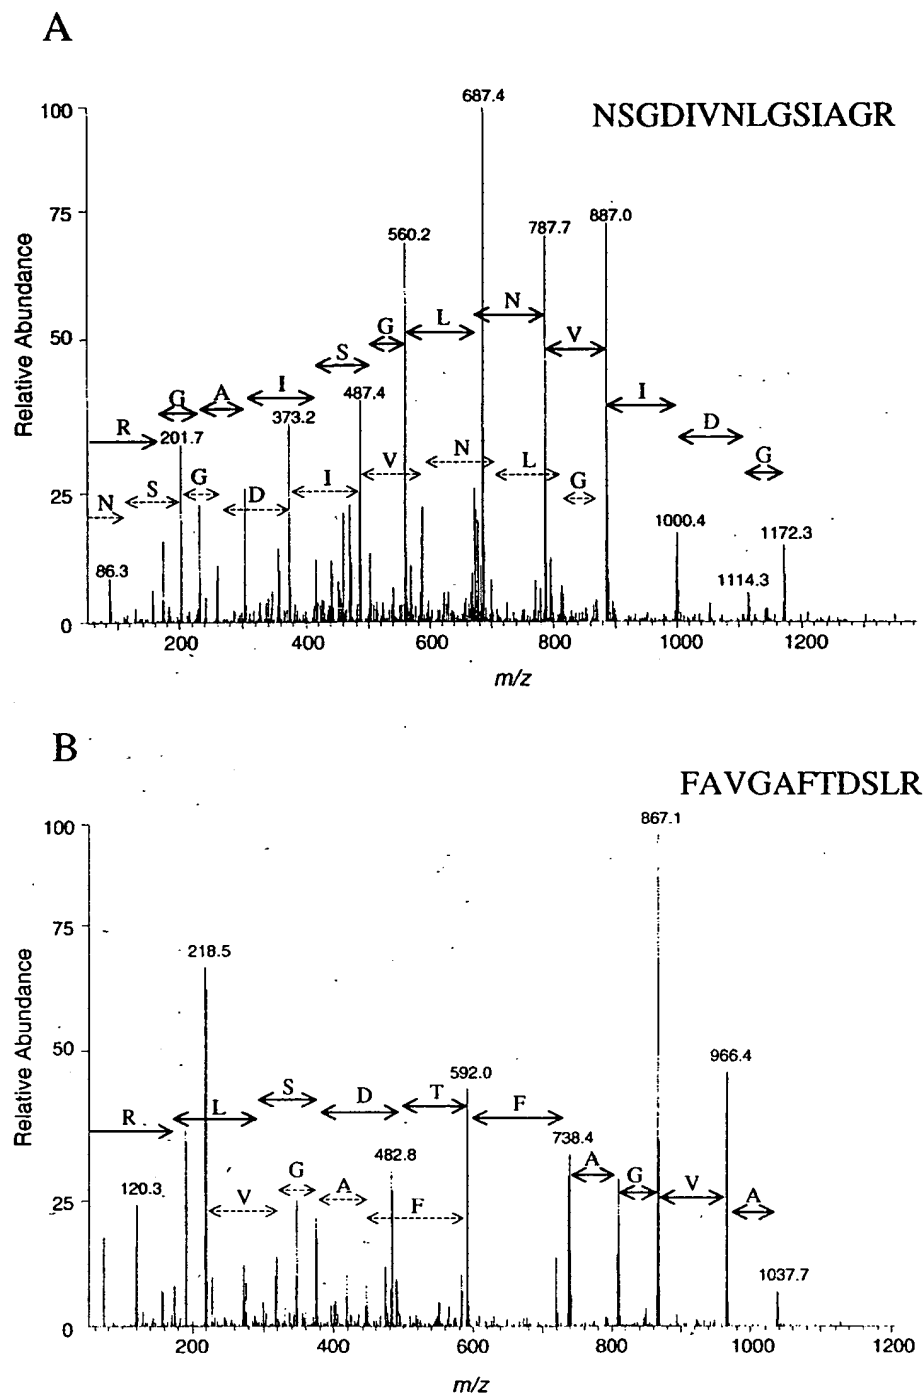 A
687.4
100
NSGDIVNLGSIAGR
75
887.0
787.7
560.2
Relative Abundance
N
50
L
G
V
S
487.4
I
A
I
G
373.2
D
R
201.7
G
N
V
L
I
S
G
D
G
25
N
1000.4
1172.3
86.3
1114.3
0
200 400 600 800 1000 1200
m/z
B
FAVGAFTDSLR
867.1
100
75
218.5
Relative Abundance
50
966.4
592.0
S
D
T
L
F
R
738.4
A
482.8
G
V
G
A
120.3
V
F
A
25
1037.7
0
200 400 600 800 1000 1200
m/z